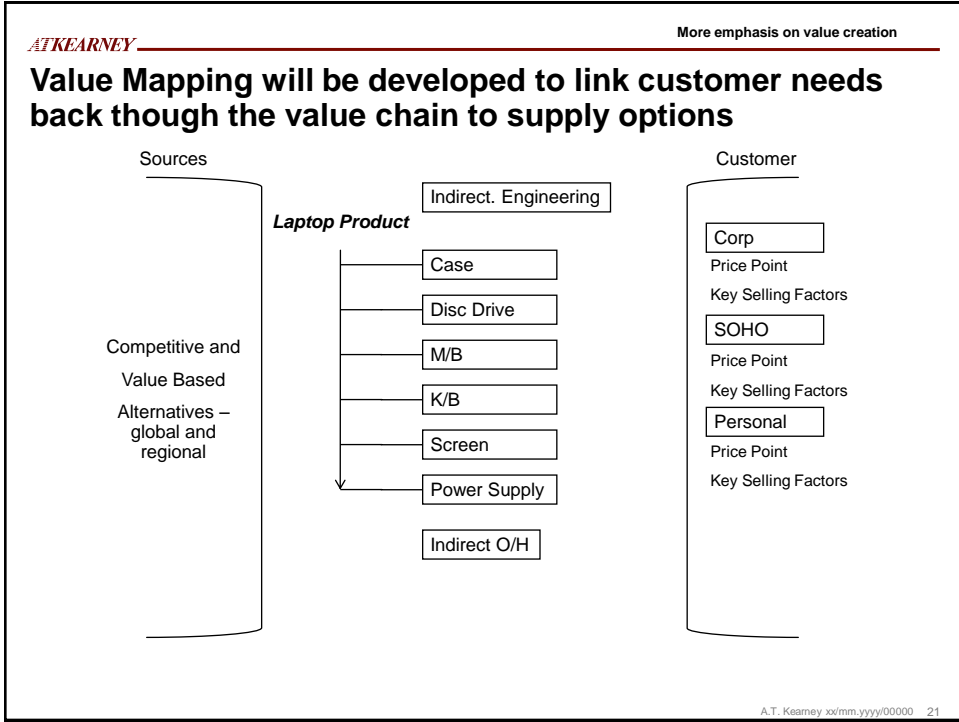 More emphasis on value creation
ATKEARNEY
Value Mapping will be developed to link customer needs
back though the value chain to supply options
Sources
Customer
Indirect. Engineering
Laptop Product
Case
Disc Drive
M/B
K/B
Screen
Power Supply
Indirect O/H
Competitive and
Value Based
Alternatives –
global and
regional
Corp
Price Point
Key Selling Factors
SOHO
Price Point
Key Selling Factors
Personal
Price Point
Key Selling Factors
A.T. Kearney xx/mm.yyyy/00000 21